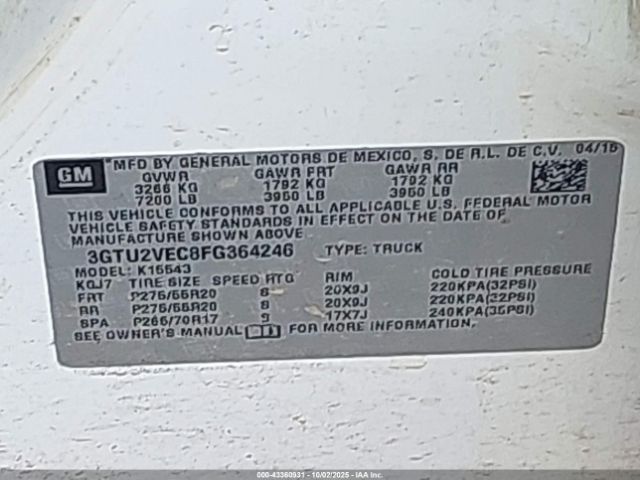 GM
*MFD BY GENERAL MOTORS DE MEXICO, S. DE R.L. DE C.V. 04/15
GVWR GAWR FRT GAWR RR
3266 KG 1792 KG 1792 KG
7200 LB 3950 LB 3950 LB
THIS VEHICLE CONFORMS TO ALL APPLICABLE U.S. FEDERAL MOTOR
VEHICLE SAFETY STANDARDS IN EFFECT ON THE DATE OF
MANUFACTURE SHOWN ABOVE
3GTU2VEC8FG364246 TYPE: TRUCK
MODEL: K15543
KQJ7 TIRE SIZE SPEED RTG RIM COLD TIRE PRESSURE
FRT P275/55R20 S 20X9J 220KPA(32PSI)
RR P275/55R20 S 20X9J 220KPA(32PSI)
SPA P265/70R17 S 17X7J 240KPA(35PSI)
SEE OWNER'S MANUAL FOR MORE INFORMATION.
000-43360931 - 10/02/2025 - IAAI.COM